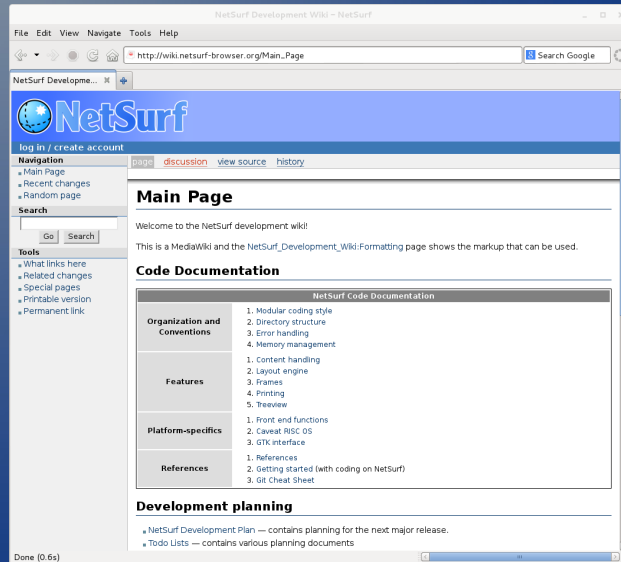 NetSurf Development Wiki – NetSurf
File Edit View Navigate Tools Help
http://wiki.netsurf-browser.org/Main_Page
Search Google
NetSurf Developme...
NetSurf
log in / create account
page discussion view source history
Navigation
Main Page
Recent changes
Random page
Search
Go Search
Tools
What links here
Related changes
Special pages
Printable version
Permanent link
Main Page
Welcome to the NetSurf development wiki!
This is a MediaWiki and the NetSurf_Development_Wiki:Formatting page shows the markup that can be used.
Code Documentation
NetSurf Code Documentation
Organization and
Conventions
1. Modular coding style
2. Directory structure
3. Error handling
4. Memory management
Features
1. Content handling
2. Layout engine
3. Frames
4. Printing
5. Treeview
Platform-specifics
1. Front end functions
2. Caveat RISC OS
3. GTK interface
References
1. References
2. Getting started (with coding on NetSurf)
3. Git Cheat Sheet
Development planning
NetSurf Development Plan — contains planning for the next major release.
Todo Lists — contains various planning documents
Done (0.6s)